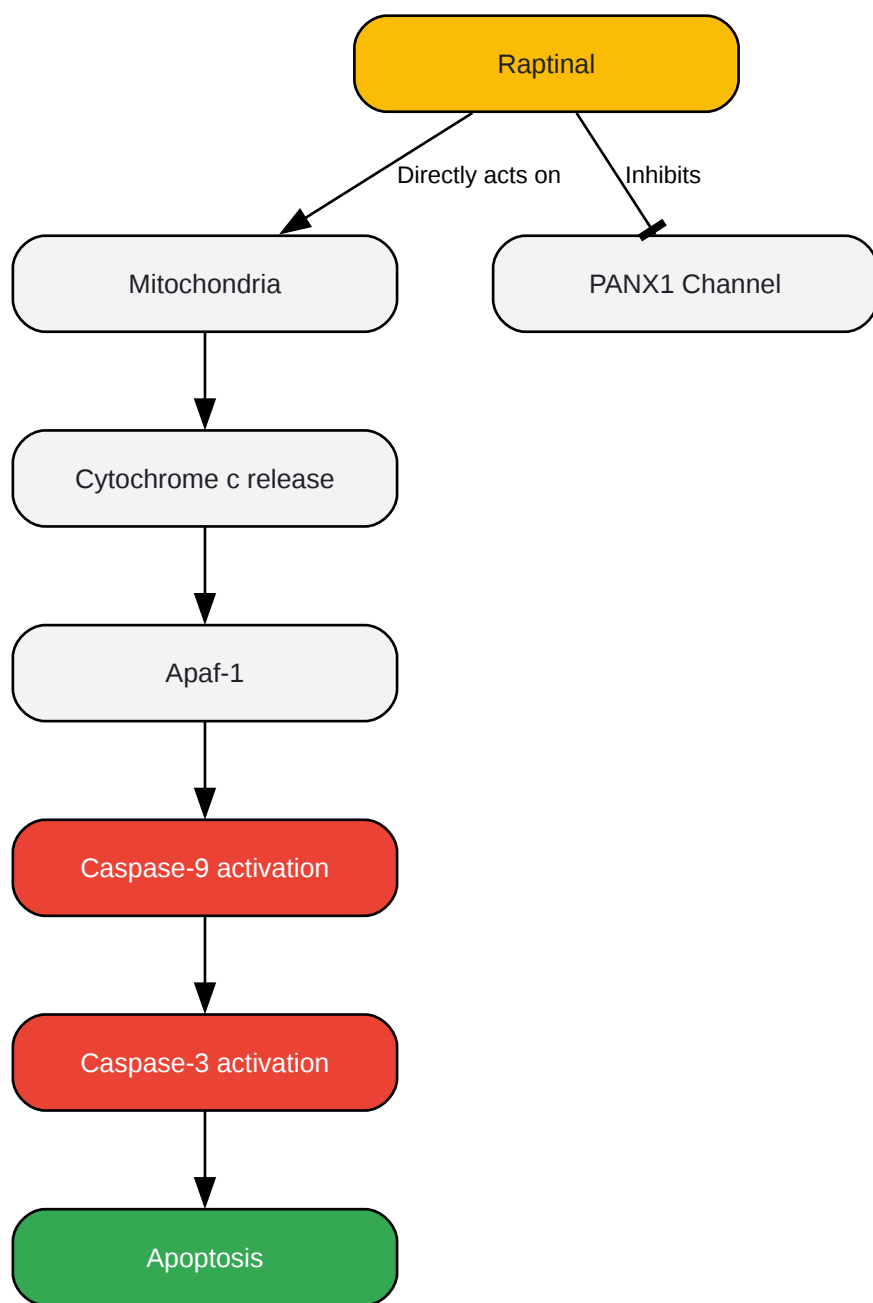 Raptinal
Directly acts on
Inhibits
Mitochondria
PANX1 Channel
Cytochrome c release
Apaf-1
Caspase-9 activation
Caspase-3 activation
Apoptosis